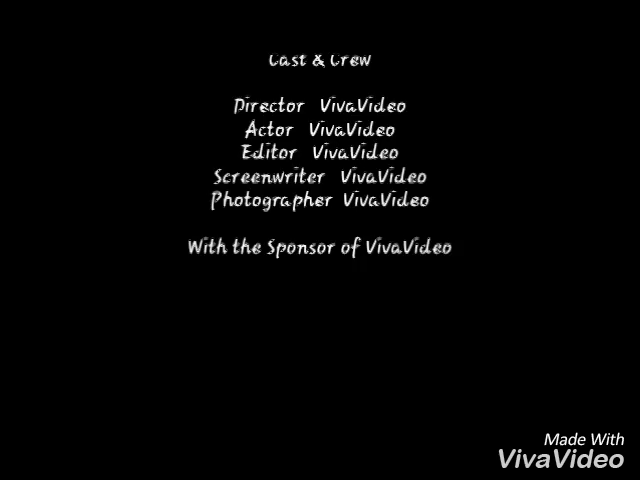 Cast & Crew
Director VivaVideo
Actor VivaVideo
Editor VivaVideo
Screenwriter VivaVideo
Photographer VivaVideo
With the Sponsor of VivaVideo
Made With
VivaVideo